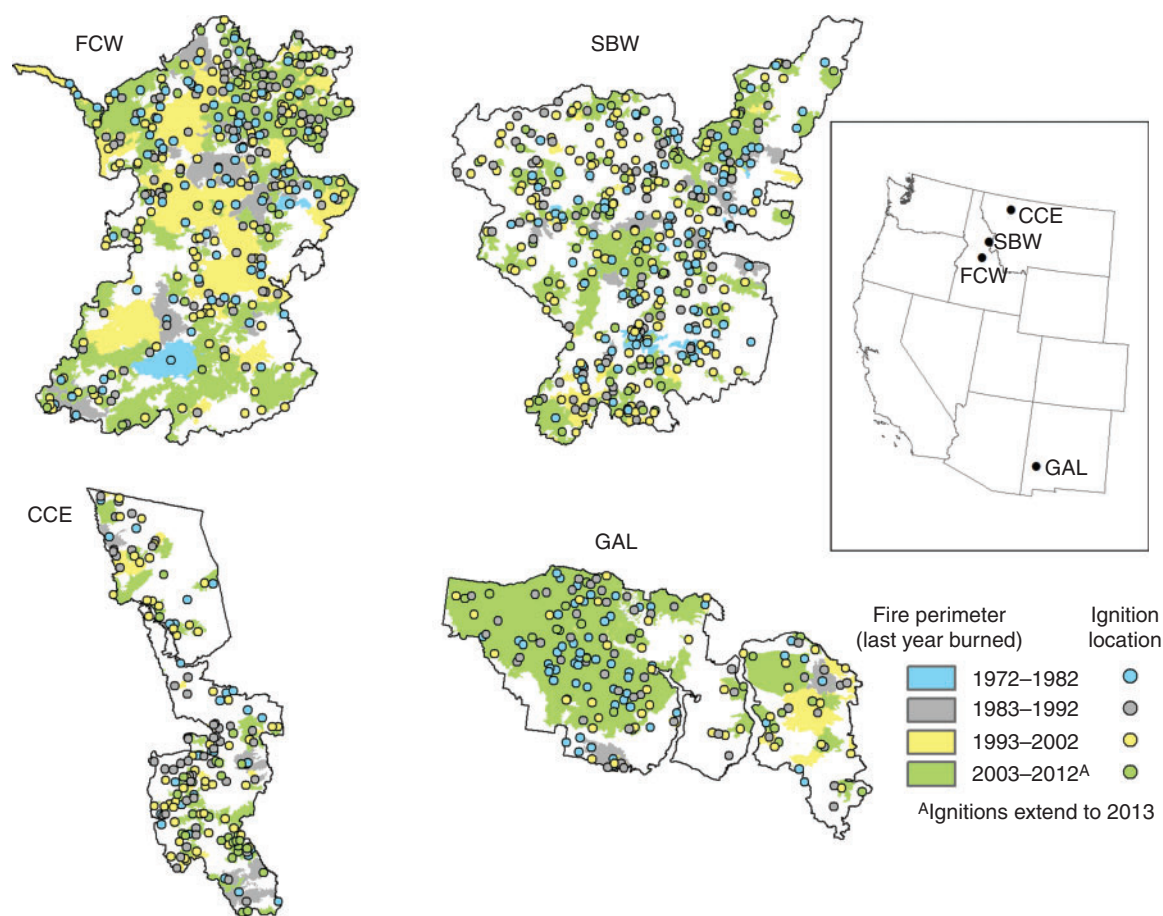 FCW
SBW
CCE
SBW
FCW
GAL
CCE
GAL
Fire perimeter
(last year burned)
Ignition
location
1972–1982
1983–1992
1993–2002
2003–2012ᴬ
ᴬIgnitions extend to 2013